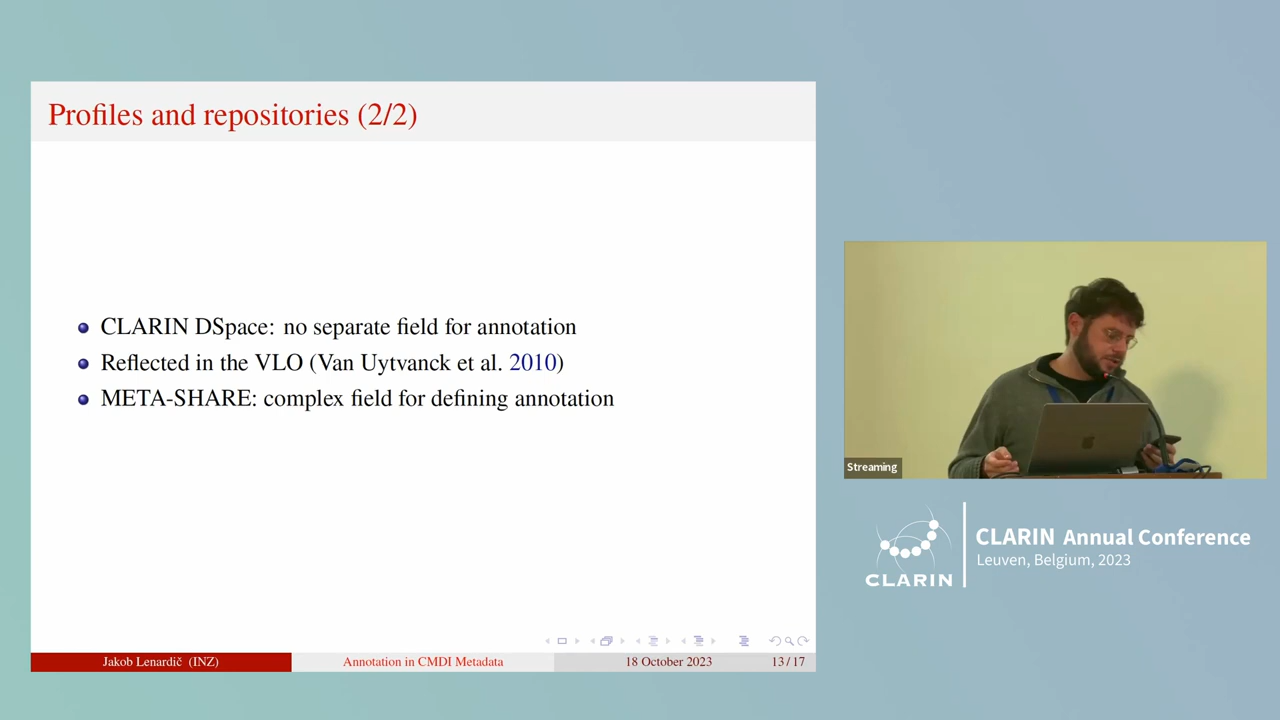 Profiles and repositories (2/2)
CLARIN DSpace: no separate field for annotation
Reflected in the VLO (Van Uytvanck et al. 2010)
META-SHARE: complex field for defining annotation
Jakob Lenardič (INZ)
Annotation in CMDI Metadata
18 October 2023
13/17
Streaming
CLARIN
CLARIN Annual Conference
Leuven, Belgium, 2023